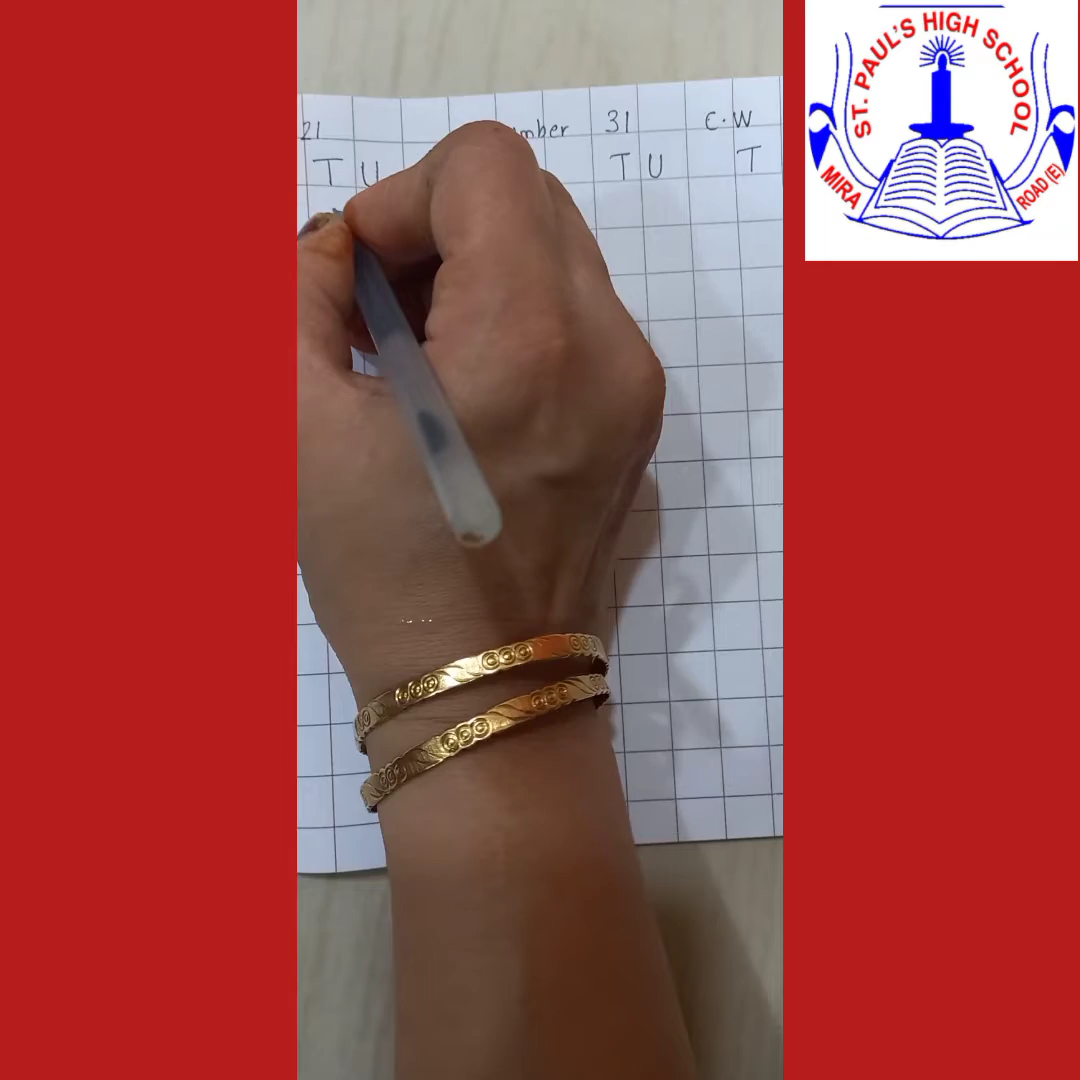 21 mber 31 C.W
T U T U T
ST. PAUL'S HIGH SCHOOL
MIRA ROAD (E)